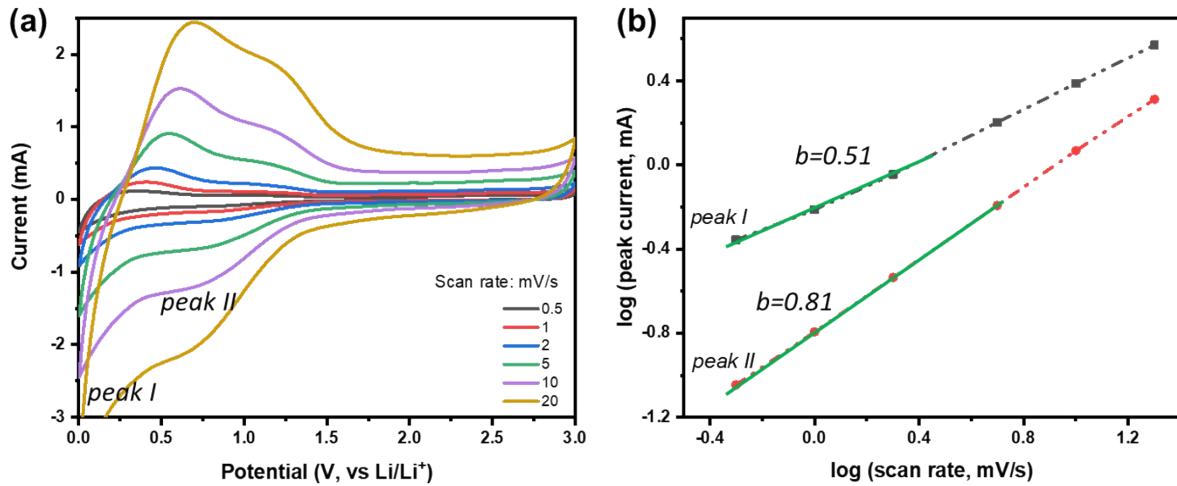 (a)
2
1
0
-1
-2
-3
Current (mA)
0.0 0.5 1.0 1.5 2.0 2.5 3.0
Potential (V, vs Li/Li⁺)
peak I
peak II
Scan rate: mV/s
0.5
1
2
5
10
20
(b)
0.4
0.0
-0.4
-0.8
-1.2
log (peak current, mA)
-0.4 0.0 0.4 0.8 1.2
log (scan rate, mV/s)
b=0.51
peak I
b=0.81
peak II